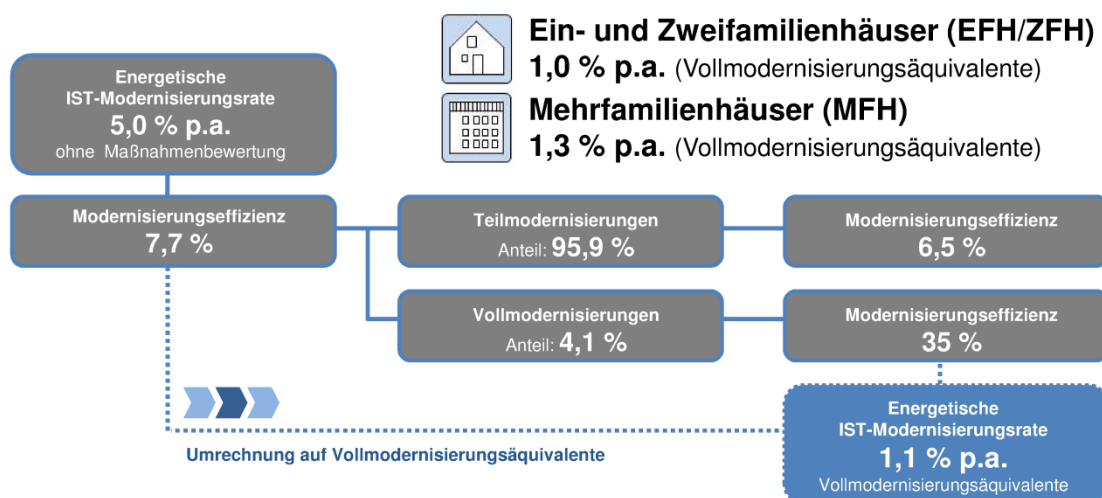 Ein- und Zweifamilienhäuser (EFH/ZFH)
1,0 % p.a. (Vollmodernisierungsäquivalente)
Mehrfamilienhäuser (MFH)
1,3 % p.a. (Vollmodernisierungsäquivalente)
Energetische
IST-Modernisierungsrate
5,0 % p.a.
ohne Maßnahmenbewertung
Modernisierungseffizienz
7,7 %
Teilmodernisierungen
Anteil: 95,9 %
Modernisierungseffizienz
6,5 %
Vollmodernisierungen
Anteil: 4,1 %
Modernisierungseffizienz
35 %
Umrechnung auf Vollmodernisierungsäquivalente
Energetische
IST-Modernisierungsrate
1,1 % p.a.
Vollmodernisierungsäquivalente